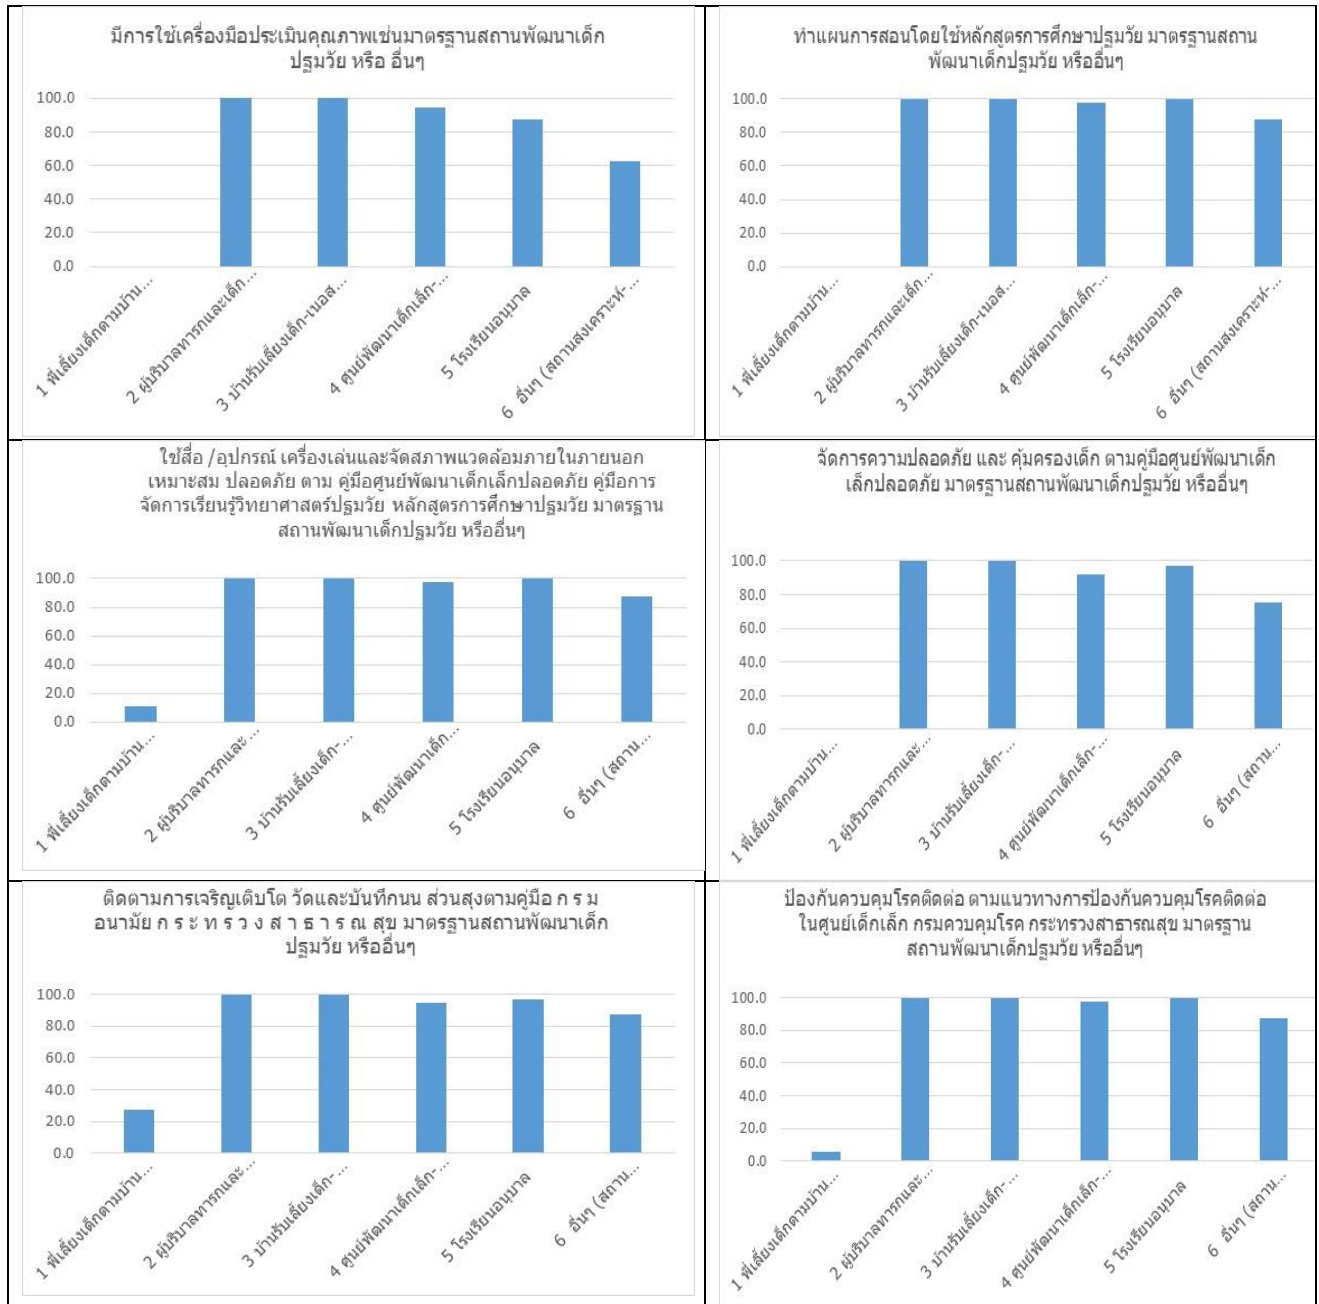 มีการใช้เครื่องมือประเมินคุณภาพเช่นมาตรฐานสถานพัฒนาเด็ก
ปฐมวัย หรือ อื่นๆ
100.0
80.0
60.0
40.0
20.0
0.0
1 พี่เลี้ยงเด็กตามบ้าน...
2 ผู้บริบาลทารกและเด็ก...
3 บ้านรับเลี้ยงเด็ก-เนอส...
4 ศูนย์พัฒนาเด็กเล็ก-...
5 โรงเรียนอนุบาล
6 อื่นๆ (สถานสงเคราะห์-...
ทำแผนการสอนโดยใช้หลักสูตรการศึกษาปฐมวัย มาตรฐานสถาน
พัฒนาเด็กปฐมวัย หรืออื่นๆ
100.0
80.0
60.0
40.0
20.0
0.0
1 พี่เลี้ยงเด็กตามบ้าน...
2 ผู้บริบาลทารกและเด็ก...
3 บ้านรับเลี้ยงเด็ก-เนอส...
4 ศูนย์พัฒนาเด็กเล็ก-...
5 โรงเรียนอนุบาล
6 อื่นๆ (สถานสงเคราะห์-...
ใช้สื่อ /อุปกรณ์ เครื่องเล่นและจัดสภาพแวดล้อมภายในภายนอก
เหมาะสม ปลอดภัย ตาม คู่มือศูนย์พัฒนาเด็กเล็กปลอดภัย คู่มือการ
จัดการเรียนรู้วิทยาศาสตร์ปฐมวัย หลักสูตรการศึกษาปฐมวัย มาตรฐาน
สถานพัฒนาเด็กปฐมวัย หรืออื่นๆ
100.0
80.0
60.0
40.0
20.0
0.0
1 พี่เลี้ยงเด็กตามบ้าน...
2 ผู้บริบาลทารกและ...
3 บ้านรับเลี้ยงเด็ก-...
4 ศูนย์พัฒนาเด็ก...
5 โรงเรียนอนุบาล
6 อื่นๆ (สถาน...
จัดการความปลอดภัย และ คุ้มครองเด็ก ตามคู่มือศูนย์พัฒนาเด็ก
เล็กปลอดภัย มาตรฐานสถานพัฒนาเด็กปฐมวัย หรืออื่นๆ
100.0
80.0
60.0
40.0
20.0
0.0
1 พี่เลี้ยงเด็กตามบ้าน...
2 ผู้บริบาลทารกและ...
3 บ้านรับเลี้ยงเด็ก-...
4 ศูนย์พัฒนาเด็กเล็ก-...
5 โรงเรียนอนุบาล
6 อื่นๆ (สถาน...
ติดตามการเจริญเติบโต วัดและบันทึกนน ส่วนสูงตามคู่มือ ก ร ม
อนามัย ก ร ะ ท ร ว ง ส า ธ า ร ณ สุข มาตรฐานสถานพัฒนาเด็ก
ปฐมวัย หรืออื่นๆ
100.0
80.0
60.0
40.0
20.0
0.0
1 พี่เลี้ยงเด็กตามบ้าน...
2 ผู้บริบาลทารกและ...
3 บ้านรับเลี้ยงเด็ก-...
4 ศูนย์พัฒนาเด็กเล็ก-...
5 โรงเรียนอนุบาล
6 อื่นๆ (สถาน...
ป้องกันควบคุมโรคติดต่อ ตามแนวทางการป้องกันควบคุมโรคติดต่อ
ในศูนย์เด็กเล็ก กรมควบคุมโรค กระทรวงสาธารณสุข มาตรฐาน
สถานพัฒนาเด็กปฐมวัย หรืออื่นๆ
100.0
80.0
60.0
40.0
20.0
0.0
1 พี่เลี้ยงเด็กตามบ้าน...
2 ผู้บริบาลทารกและ...
3 บ้านรับเลี้ยงเด็ก-...
4 ศูนย์พัฒนาเด็กเล็ก-...
5 โรงเรียนอนุบาล
6 อื่นๆ (สถาน...